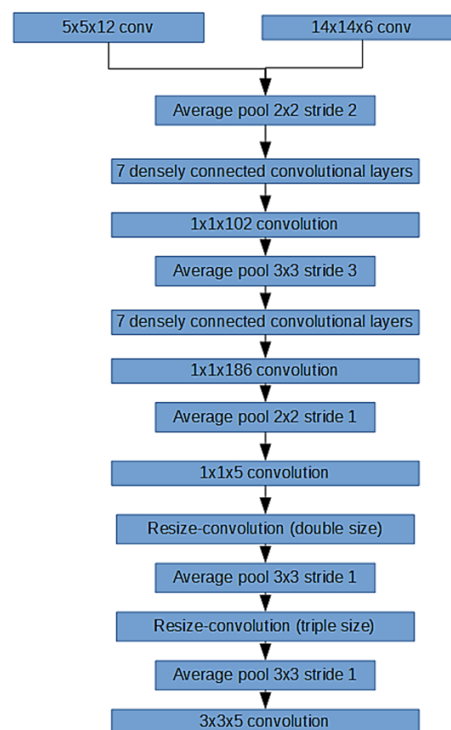 5x5x12 conv
14x14x6 conv
Average pool 2x2 stride 2
7 densely connected convolutional layers
1x1x102 convolution
Average pool 3x3 stride 3
7 densely connected convolutional layers
1x1x186 convolution
Average pool 2x2 stride 1
1x1x5 convolution
Resize-convolution (double size)
Average pool 3x3 stride 1
Resize-convolution (triple size)
Average pool 3x3 stride 1
3x3x5 convolution